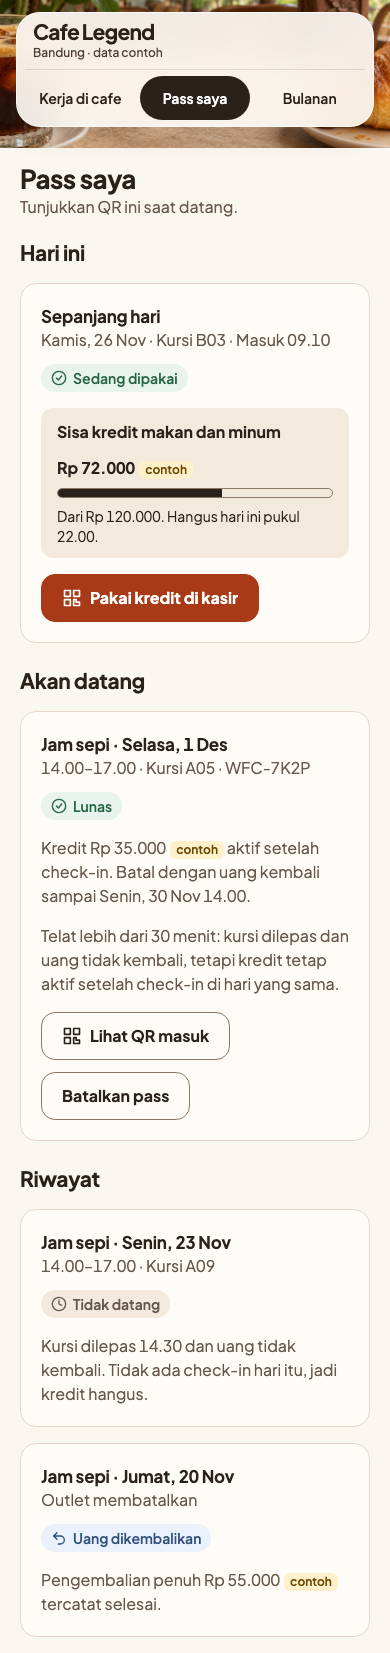 Cafe Legend
Bandung · data contoh
Kerja di cafe
Pass saya
Bulanan
Pass saya
Tunjukkan QR ini saat datang.
Hari ini
Sepanjang hari
Kamis, 26 Nov · Kursi B03 · Masuk 09.10
Sedang dipakai
Sisa kredit makan dan minum
Rp 72.000 contoh
Dari Rp 120.000. Hangus hari ini pukul
22.00.
Pakai kredit di kasir
Akan datang
Jam sepi · Selasa, 1 Des
14.00–17.00 · Kursi A05 · WFC-7K2P
Lunas
Kredit Rp 35.000 contoh aktif setelah
check-in. Batal dengan uang kembali
sampai Senin, 30 Nov 14.00.
Telat lebih dari 30 menit: kursi dilepas dan
uang tidak kembali, tetapi kredit tetap
aktif setelah check-in di hari yang sama.
Lihat QR masuk
Batalkan pass
Riwayat
Jam sepi · Senin, 23 Nov
14.00–17.00 · Kursi A09
Tidak datang
Kursi dilepas 14.30 dan uang tidak
kembali. Tidak ada check-in hari itu, jadi
kredit hangus.
Jam sepi · Jumat, 20 Nov
Outlet membatalkan
Uang dikembalikan
Pengembalian penuh Rp 55.000 contoh
tercatat selesai.